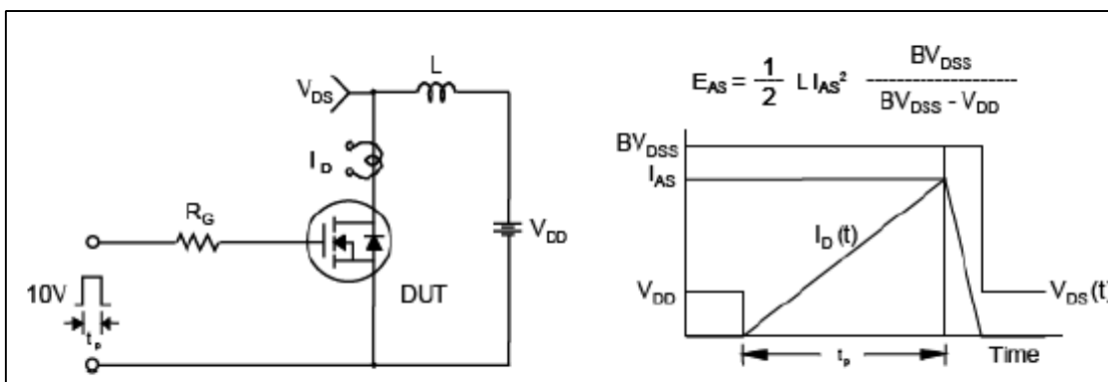 V_DS
L
I_D
R_G
V_DD
10V
t_p
DUT
E_AS = 1/2 L I_AS² BV_DSS / BV_DSS - V_DD
BV_DSS
I_AS
I_D (t)
V_DD
V_DS (t)
t_p
Time